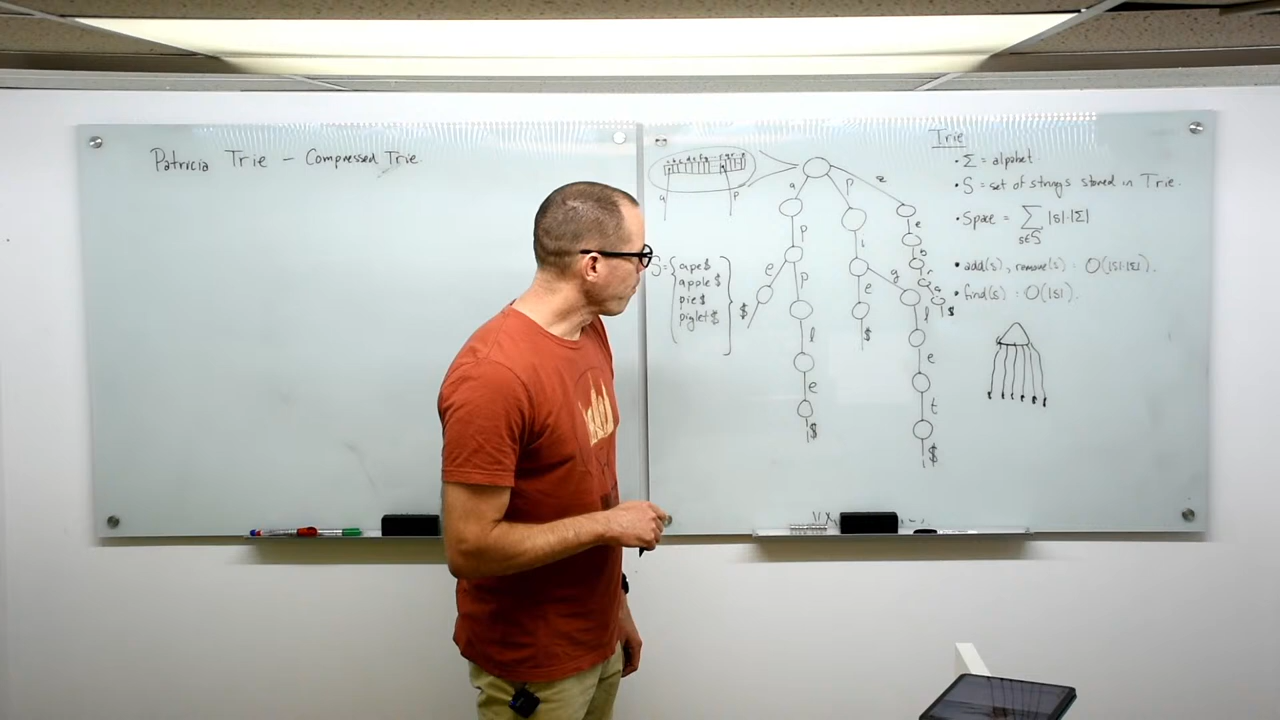 Patricia Trie – Compressed Trie.
Trie
• Σ = alphabet.
• S = set of strings stored in Trie.
• Space = Σ |s|·|Σ|
s∈S
• add(s), remove(s) : O(|s|·|Σ|).
• find(s) : O(|s|).
S = { ape$
apple$
pie$
piglet$ }
a p
a p z
p i e
e p e g b
r
$ l $ l a $
e e
$ t
$